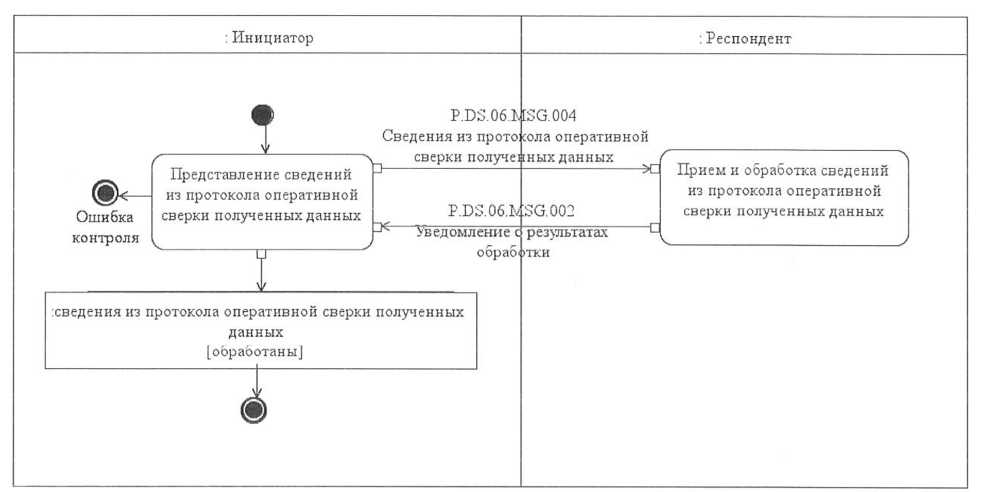 : Инициатор
: Респондент
P.DS.06.MSG.004
Сведения из протокола оперативной
сверки полученных данных
Представление сведений
из протокола оперативной
сверки полученных данных
Прием и обработка сведений
из протокола оперативной
сверки полученных данных
Ошибка
контроля
P.DS.06.MSG.002
Уведомление о результатах
обработки
:сведения из протокола оперативной сверки полученных
данных
[обработаны]